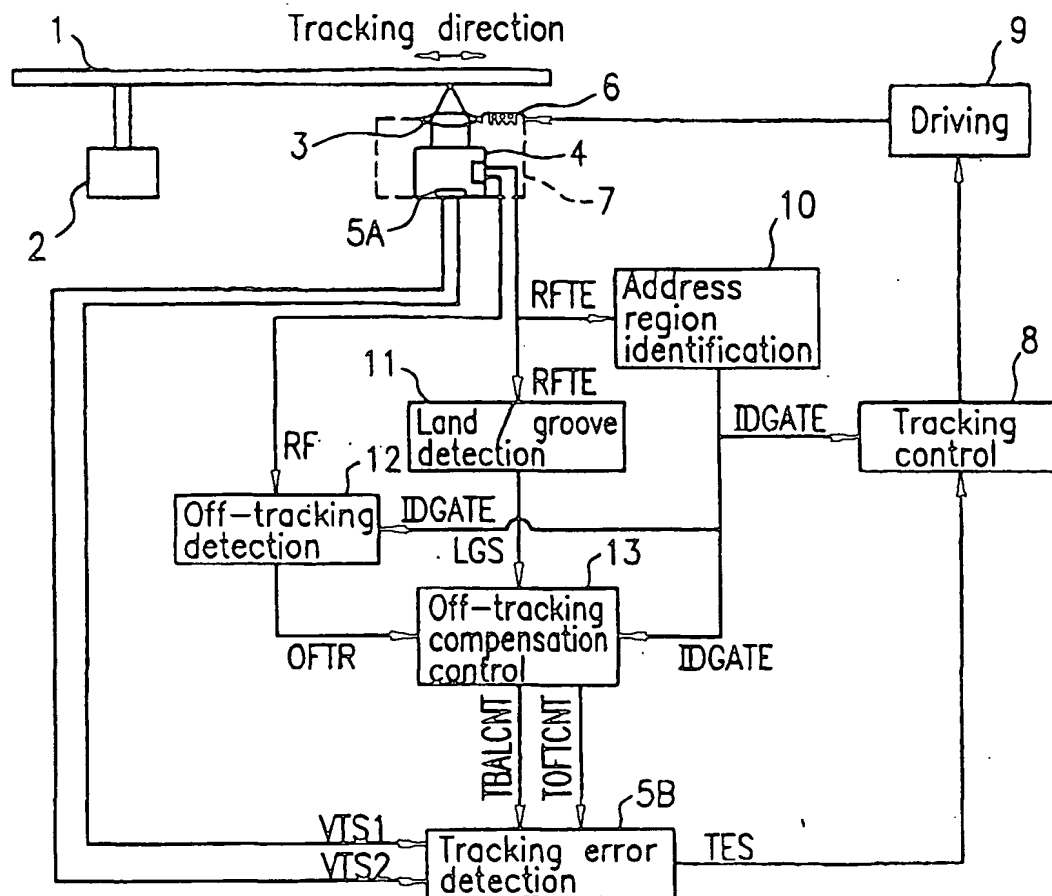 Tracking direction
1
9
6
Driving
3
4
7
2
5A
10
RFTE
Address
region
identification
8
11
RFTE
Land groove
detection
IDGATE
Tracking
control
RF
12
Off-tracking
detection
IDGATE
LGS
13
Off-tracking
compensation
control
OFTR
IDGATE
TBALCNT
TOFTCNT
5B
VTS1
VTS2
Tracking error
detection
TES